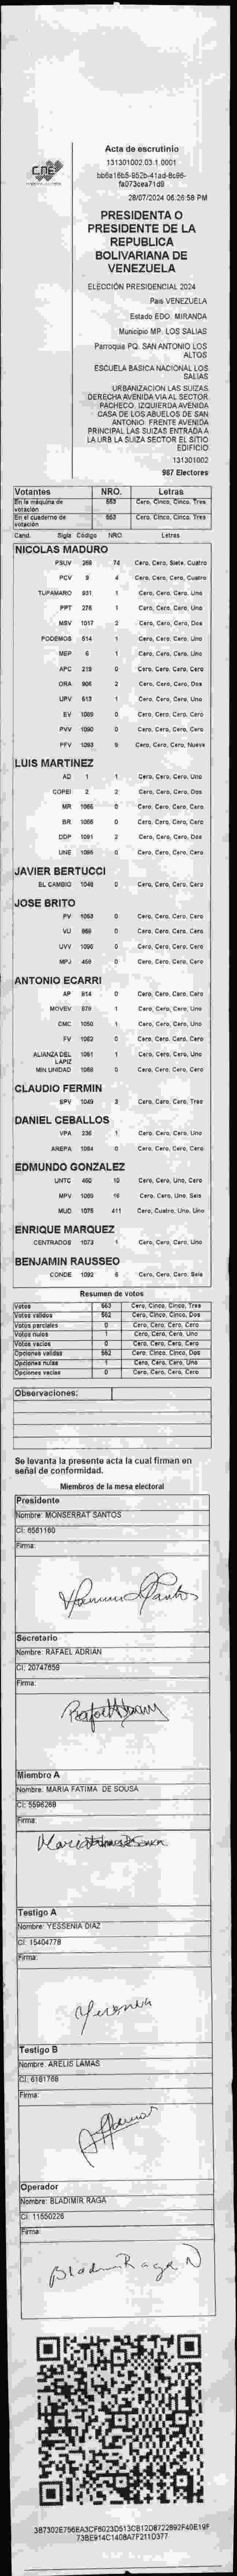 CNE
Acta de escrutinio
131301002.03.1.0001
28/07/2024 06:26:58 PM
PRESIDENTA O
PRESIDENTE DE LA
REPUBLICA
BOLIVARIANA DE
VENEZUELA
ELECCIÓN PRESIDENCIAL 2024
Pais VENEZUELA
Estado EDO. MIRANDA
Municipio MP. LOS SALIAS
Parroquia PQ. SAN ANTONIO LOS
ALTOS
ESCUELA BASICA NACIONAL LOS
SALIAS
URBANIZACION LAS SUIZAS.
DERECHA AVENIDA VIA AL SECTOR
PACHECO. IZQUIERDA AVENIDA
CASA DE LOS ABUELOS DE SAN
ANTONIO. FRENTE AVENIDA
PRINCIPAL LAS SUIZAS ENTRADA A
LA URB LA SUIZA SECTOR EL SITIO
EDIFICIO
131301002
987 Electores
Votantes NRO. Letras
En la máquina de votación 553 Cero, Cinco, Cinco, Tres
En el cuaderno de votación 553 Cero, Cinco, Cinco, Tres
Cand. Sigla Código NRO. Letras
NICOLAS MADURO
PSUV 268 74 Cero, Cero, Siete, Cuatro
PCV 9 4 Cero, Cero, Cero, Cuatro
TUPAMARO 931 1 Cero, Cero, Cero, Uno
PPT 276 1 Cero, Cero, Cero, Uno
MSV 1017 2 Cero, Cero, Cero, Dos
PODEMOS 514 1 Cero, Cero, Cero, Uno
MEP 6 1 Cero, Cero, Cero, Uno
APC 219 0 Cero, Cero, Cero, Cero
ORA 906 2 Cero, Cero, Cero, Dos
UPV 613 1 Cero, Cero, Cero, Uno
EV 1089 0 Cero, Cero, Cero, Cero
PVV 1090 0 Cero, Cero, Cero, Cero
PFV 1093 9 Cero, Cero, Cero, Nueve
LUIS MARTINEZ
AD 1 1 Cero, Cero, Cero, Uno
COPEI 2 2 Cero, Cero, Cero, Dos
MR 1066 0 Cero, Cero, Cero, Cero
BR 0 Cero, Cero, Cero, Cero
DDP 1091 2 Cero, Cero, Cero, Dos
UNE 0 Cero, Cero, Cero, Cero
JAVIER BERTUCCI
EL CAMBIO 1048 0 Cero, Cero, Cero, Cero
JOSE BRITO
PV 1053 0 Cero, Cero, Cero, Cero
VU 868 0 Cero, Cero, Cero, Cero
UVV 0 Cero, Cero, Cero, Cero
MPJ 458 0 Cero, Cero, Cero, Cero
ANTONIO ECARRI
AP 814 0 Cero, Cero, Cero, Cero
MOVEV 879 1 Cero, Cero, Cero, Uno
CMC 1050 1 Cero, Cero, Cero, Uno
FV 1082 0 Cero, Cero, Cero, Cero
ALIANZA DEL LAPIZ 1051 1 Cero, Cero, Cero, Uno
MIN UNIDAD 0 Cero, Cero, Cero, Cero
CLAUDIO FERMIN
SPV 1049 3 Cero, Cero, Cero, Tres
DANIEL CEBALLOS
VPA 236 1 Cero, Cero, Cero, Uno
AREPA 1094 0 Cero, Cero, Cero, Cero
EDMUNDO GONZALEZ
UNTC 460 10 Cero, Cero, Uno, Cero
MPV 1069 16 Cero, Cero, Uno, Seis
MUD 1075 411 Cero, Cuatro, Uno, Uno
ENRIQUE MARQUEZ
CENTRADOS 1073 1 Cero, Cero, Cero, Uno
BENJAMIN RAUSSEO
CONDE 1092 6 Cero, Cero, Cero, Seis
Resumen de votos
Votos 553 Cero, Cinco, Cinco, Tres
Votos validos 552 Cero, Cinco, Cinco, Dos
Votos parciales 0 Cero, Cero, Cero, Cero
Votos nulos 1 Cero, Cero, Cero, Uno
Votos vacios 0 Cero, Cero, Cero, Cero
Opciones validas 552 Cero, Cinco, Cinco, Dos
Opciones nulas 1 Cero, Cero, Cero, Uno
Opciones vacias 0 Cero, Cero, Cero, Cero
Observaciones:
Se levanta la presente acta la cual firman en
señal de conformidad.
Miembros de la mesa electoral
Presidente
Nombre: MONSERRAT SANTOS
CI: 6561160
Firma:
Secretario
Nombre: RAFAEL ADRIAN
CI: 20747659
Firma:
Rafael Adrian
Miembro A
Nombre: MARIA FATIMA DE SOUSA
CI: 5596268
Firma:
Testigo A
Nombre: YESSENIA DIAZ
CI: 15404778
Firma:
Testigo B
Nombre: ARELIS LAMAS
CI: 6161768
Firma:
Operador
Nombre: BLADIMIR RAGA
CI: 11550226
Firma:
Bladimir Raga